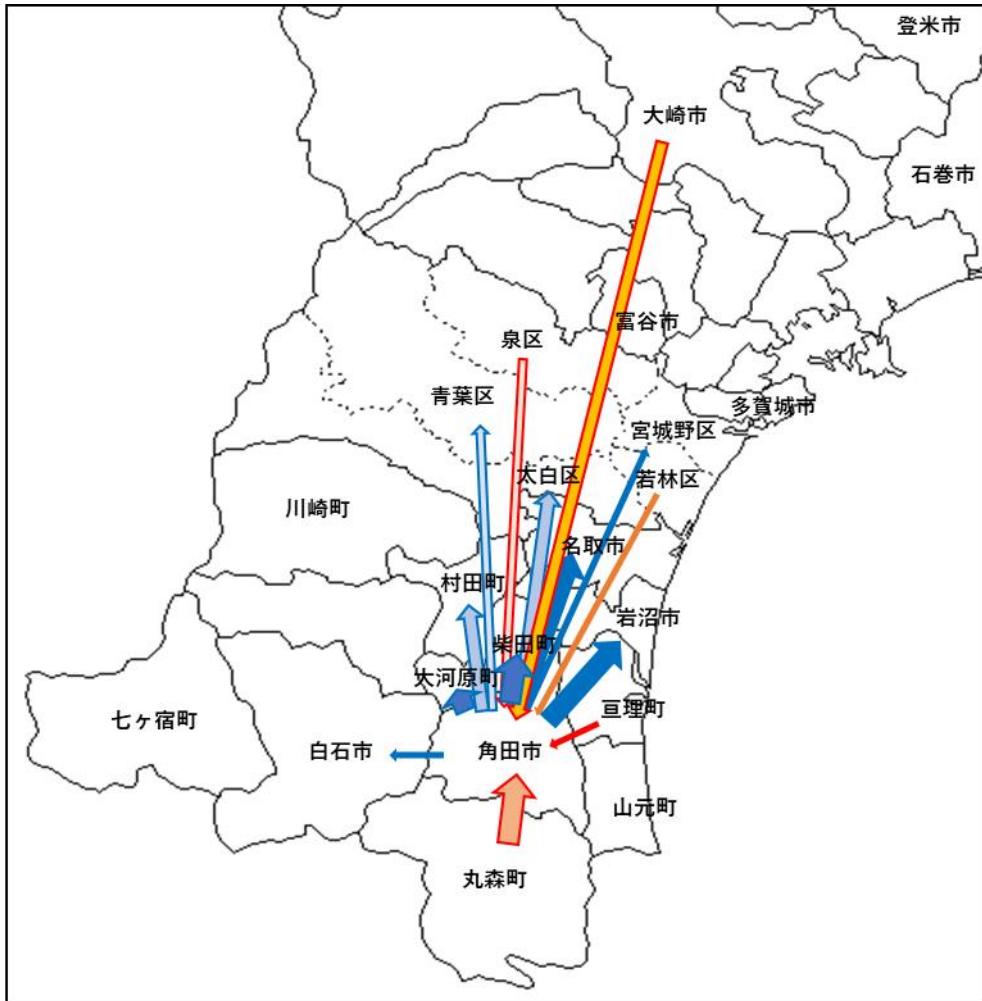 登米市
大崎市
石巻市
富谷市
泉区
青葉区
多賀城市
宮城野区
太白区
若林区
川崎町
名取市
村田町
岩沼市
柴田町
大河原町
亘理町
七ヶ宿町
白石市
角田市
山元町
丸森町